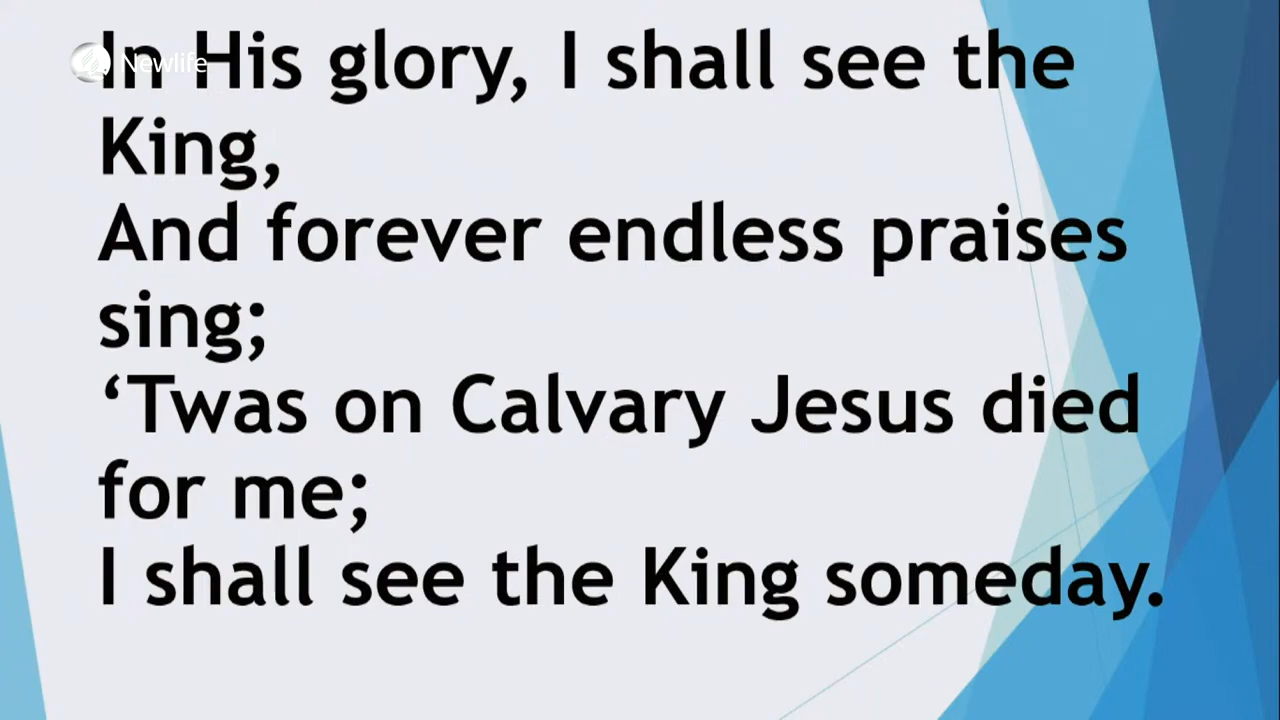 Newlife
In His glory, I shall see the
King,
And forever endless praises
sing;
‘Twas on Calvary Jesus died
for me;
I shall see the King someday.